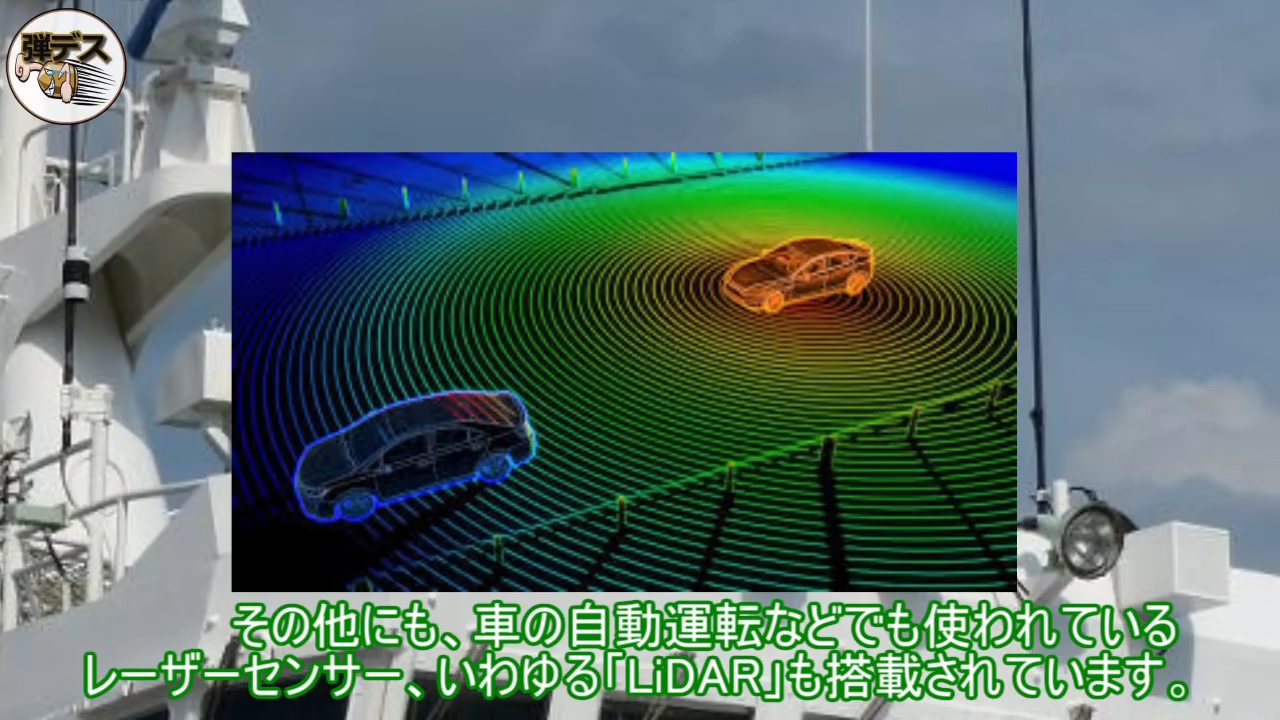 弾デス
その他にも、車の自動運転などでも使われている
レーザーセンサー、いわゆる「LiDAR」も搭載されています。